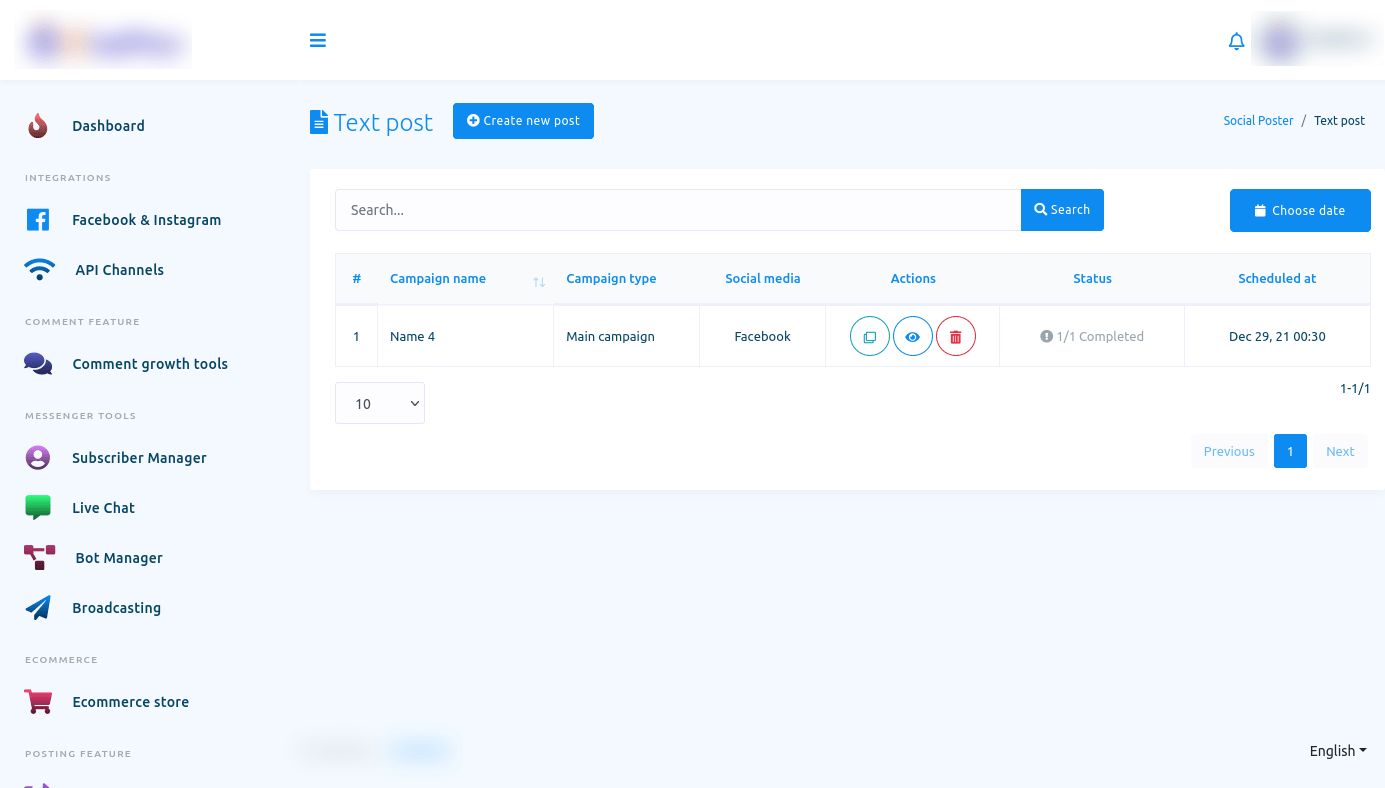 Dashboard
INTEGRATIONS
Facebook & Instagram
API Channels
COMMENT FEATURE
Comment growth tools
MESSENGER TOOLS
Subscriber Manager
Live Chat
Bot Manager
Broadcasting
ECOMMERCE
Ecommerce store
POSTING FEATURE
Text post
Create new post
Social Poster / Text post
Search...
Search
Choose date
# Campaign name Campaign type Social media Actions Status Scheduled at
1 Name 4 Main campaign Facebook 1/1 Completed Dec 29, 21 00:30
10
1-1/1
Previous 1 Next
English